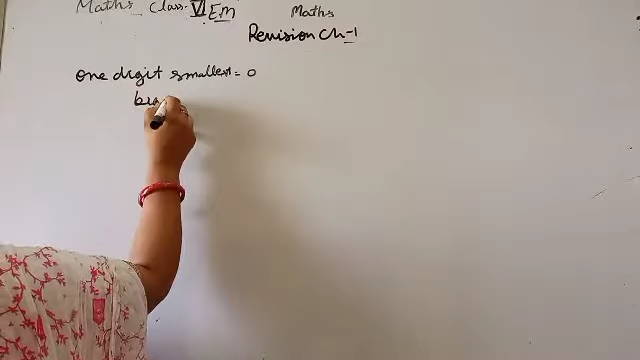 Maths Class-VI EM Maths
Revision Ch-1
one digit smallest = 0